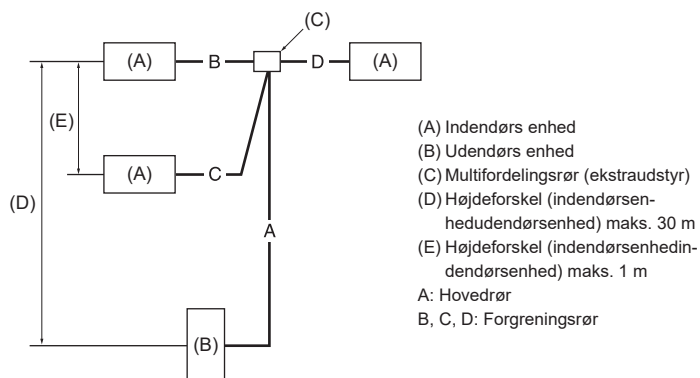 (C)
(A)
B
D
(A)
(E)
(A)
C
(D)
A
(B)
(A) Indendørs enhed
(B) Udendørs enhed
(C) Multifordelingsrør (ekstraudstyr)
(D) Højdeforskel (indendørsen-
hedudendørsenhed) maks. 30 m
(E) Højdeforskel (indendørsenhedin-
dendørsenhed) maks. 1 m
A: Hovedrør
B, C, D: Forgreningsrør